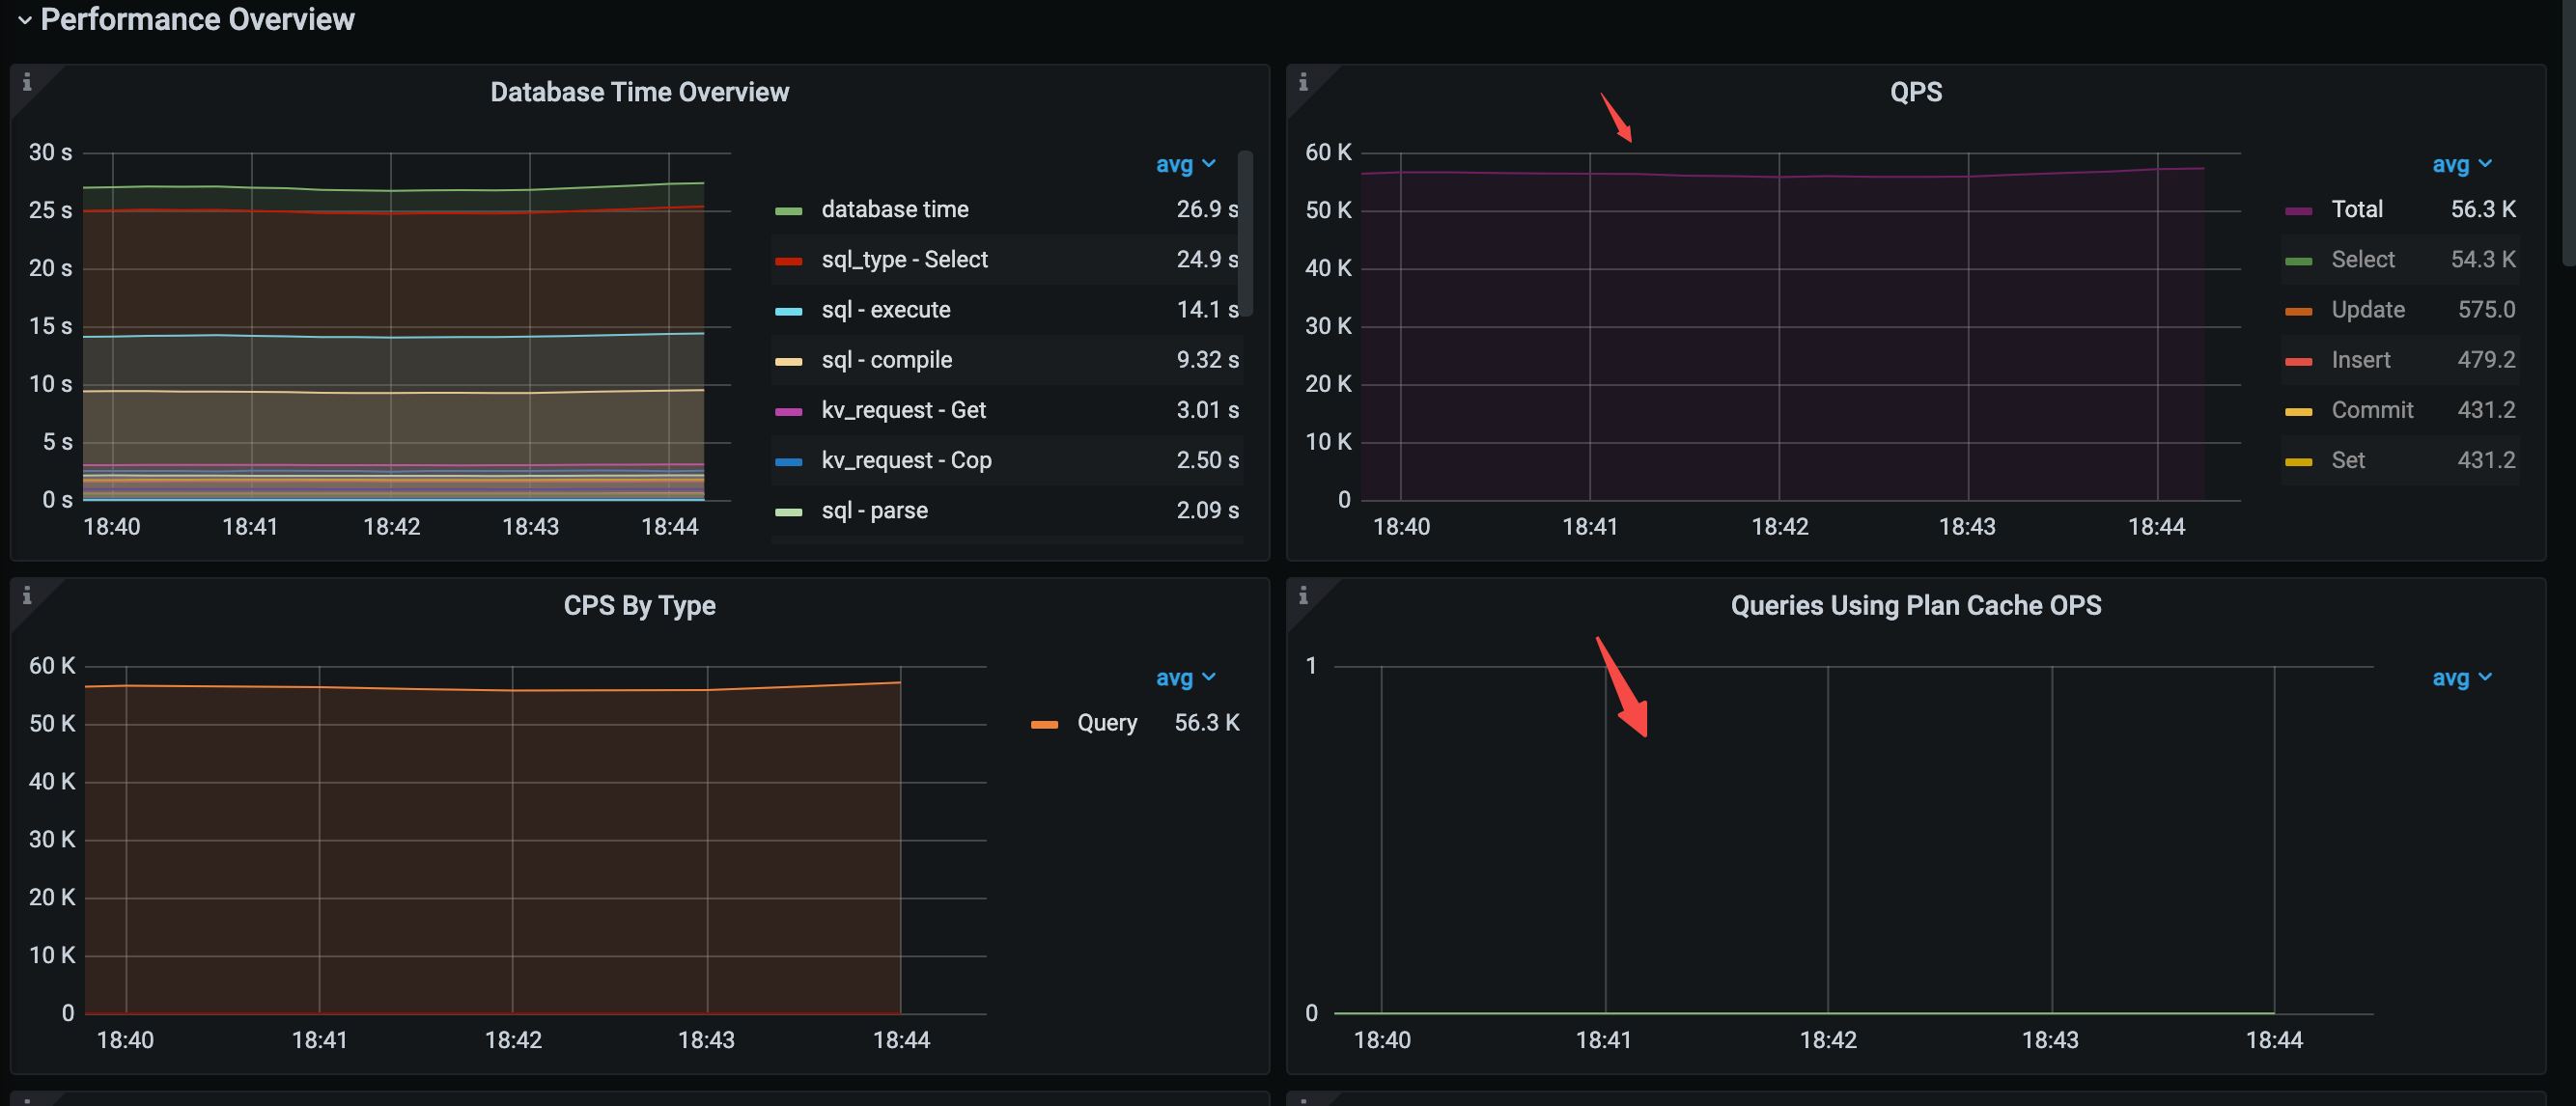 Performance Overview
i
Database Time Overview
30 s
25 s
20 s
15 s
10 s
5 s
0 s
18:40 18:41 18:42 18:43 18:44
avg
database time 26.9 s
sql_type - Select 24.9 s
sql - execute 14.1 s
sql - compile 9.32 s
kv_request - Get 3.01 s
kv_request - Cop 2.50 s
sql - parse 2.09 s
i
QPS
60 K
50 K
40 K
30 K
20 K
10 K
0
18:40 18:41 18:42 18:43 18:44
avg
Total 56.3 K
Select 54.3 K
Update 575.0
Insert 479.2
Commit 431.2
Set 431.2
i
CPS By Type
60 K
50 K
40 K
30 K
20 K
10 K
0
18:40 18:41 18:42 18:43 18:44
avg
Query 56.3 K
i
Queries Using Plan Cache OPS
1
0
18:40 18:41 18:42 18:43 18:44
avg